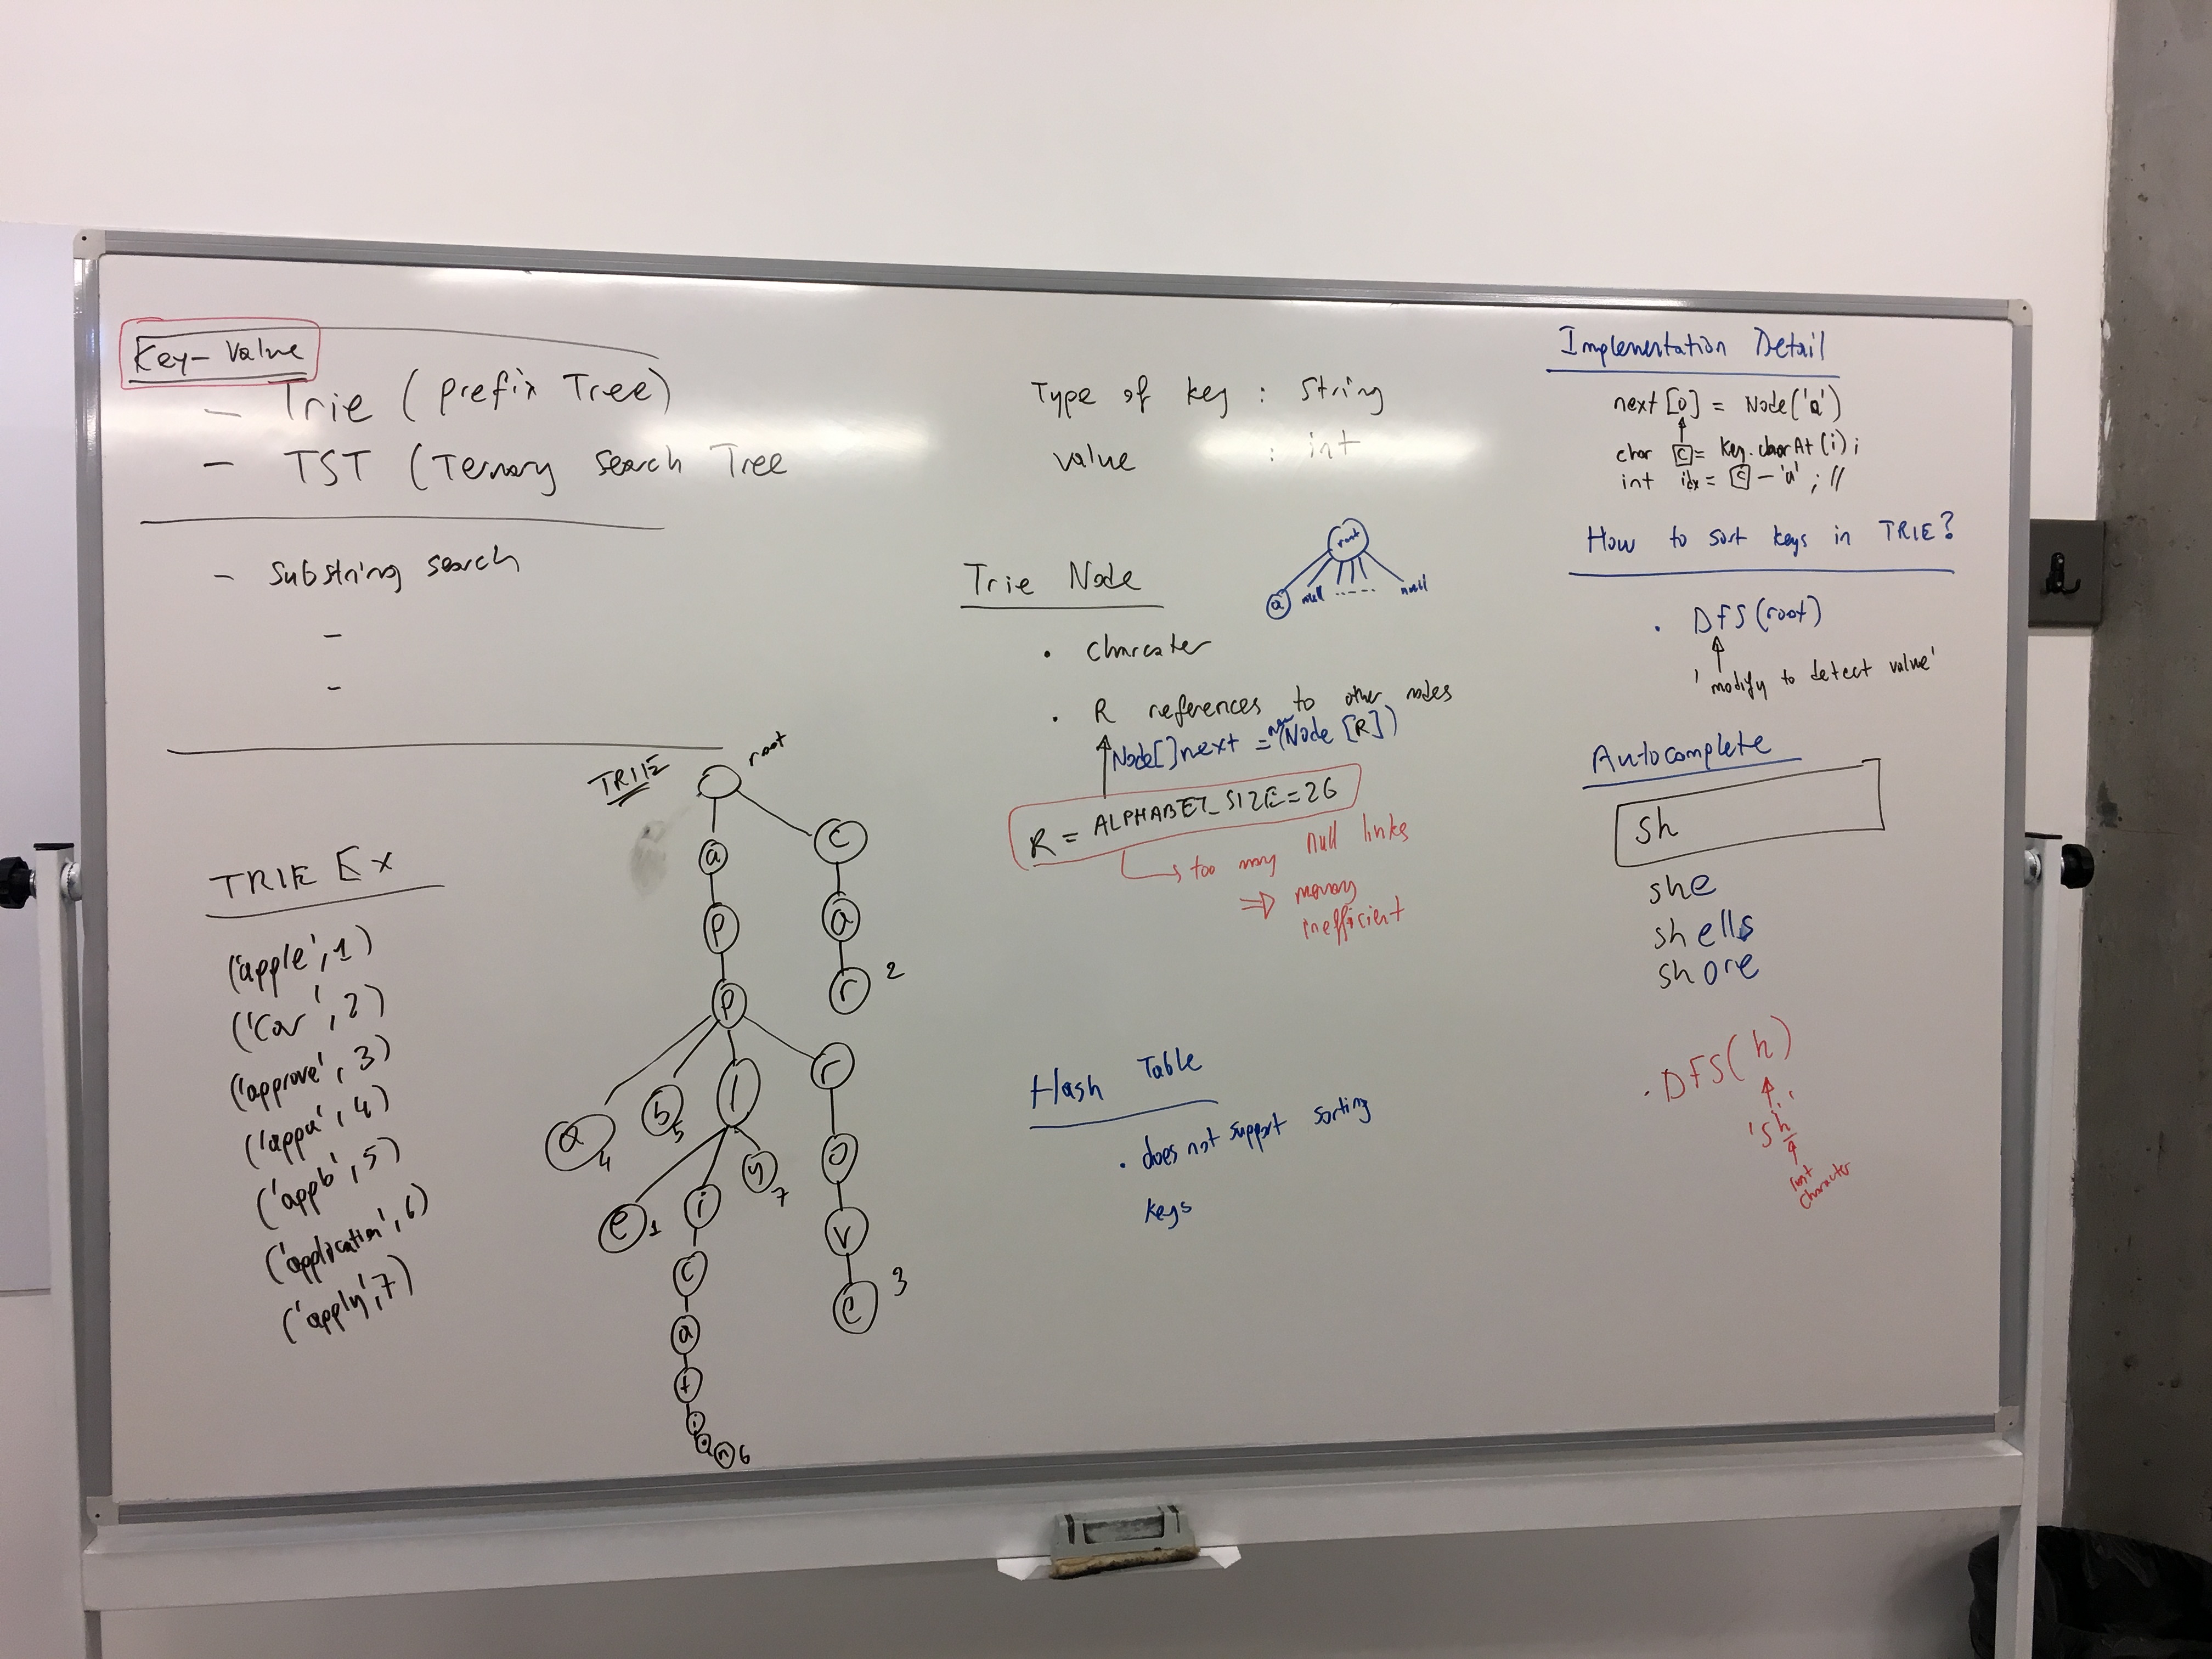 Key-Value
- Trie (prefix Tree)
- TST (Ternary Search Tree
- Substring search
-
-
TRIE Ex
('apple', 1)
('Car', 2)
('approve', 3)
('appa', 4)
('appb', 5)
('application', 6)
('apply', 7)
TRIE
root
a
c
p
a
p
r 2
a 4
b 5
l
r
e 1
i
y 7
o
c
v
a
e 3
t
i
o
n 6
Type of key : String
value : int
root
a null ----- null
Trie Node
• Charcater
• R references to other nodes
Node[] next = new (Node [R])
R = ALPHABET_SIZE=26
→ too many null links
⇒ memory
inefficient
Hash Table
• does not support sorting
keys
Implementation Detail
next [0] = Node('a')
char c = key.charAt(i);
int idx = c - 'a'; //
How to sort keys in TRIE?
• DFS(root)
'modify to detect value'
Autocomplete
sh
she
shells
shore
• DFS(h)
'sh'
last
character